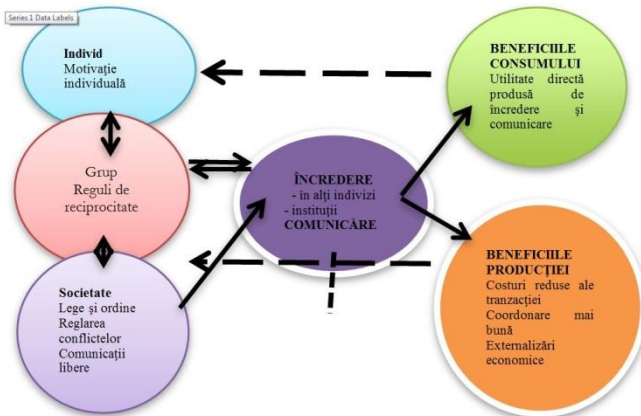 Series 1 Data Labels
Individ
Motivație
individuală
Grup
Reguli de
reciprocitate
Societate
Lege și ordine
Reglarea
conflictelor
Comunicații
libere
ÎNCREDERE
- în alți indivizi
- instituții
COMUNICĂRE
BENEFICIILE
CONSUMULUI
Utilitate directă
produsă de
încredere și
comunicare
BENEFICIILE
PRODUCȚIEI
Costuri reduse ale
tranzacției
Coordonare mai
bună
Externalizări
economice